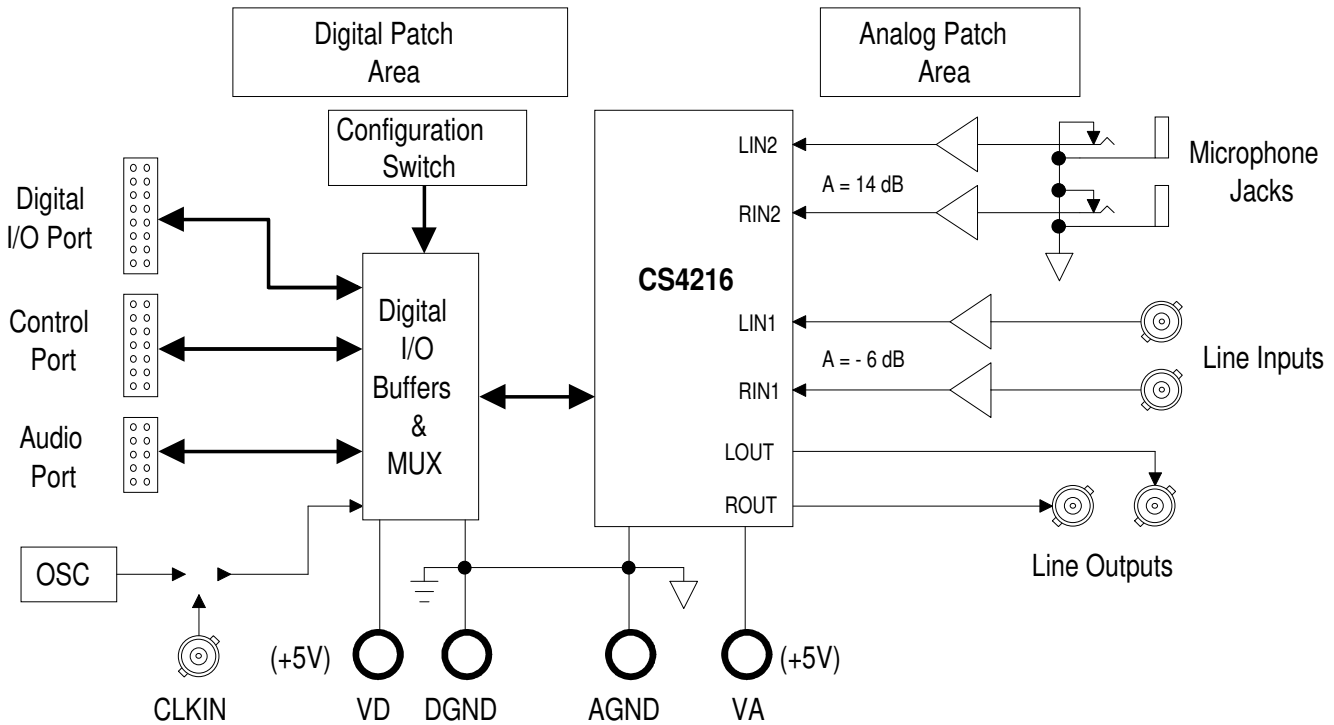 Digital Patch
Area
Analog Patch
Area
Configuration
Switch
Digital
I/O Port
Control
Port
Audio
Port
Digital
I/O
Buffers
&
MUX
CS4216
LIN2
A = 14 dB
RIN2
LIN1
A = - 6 dB
RIN1
LOUT
ROUT
Microphone
Jacks
Line Inputs
Line Outputs
OSC
CLKIN
(+5V)
VD
DGND
AGND
VA
(+5V)